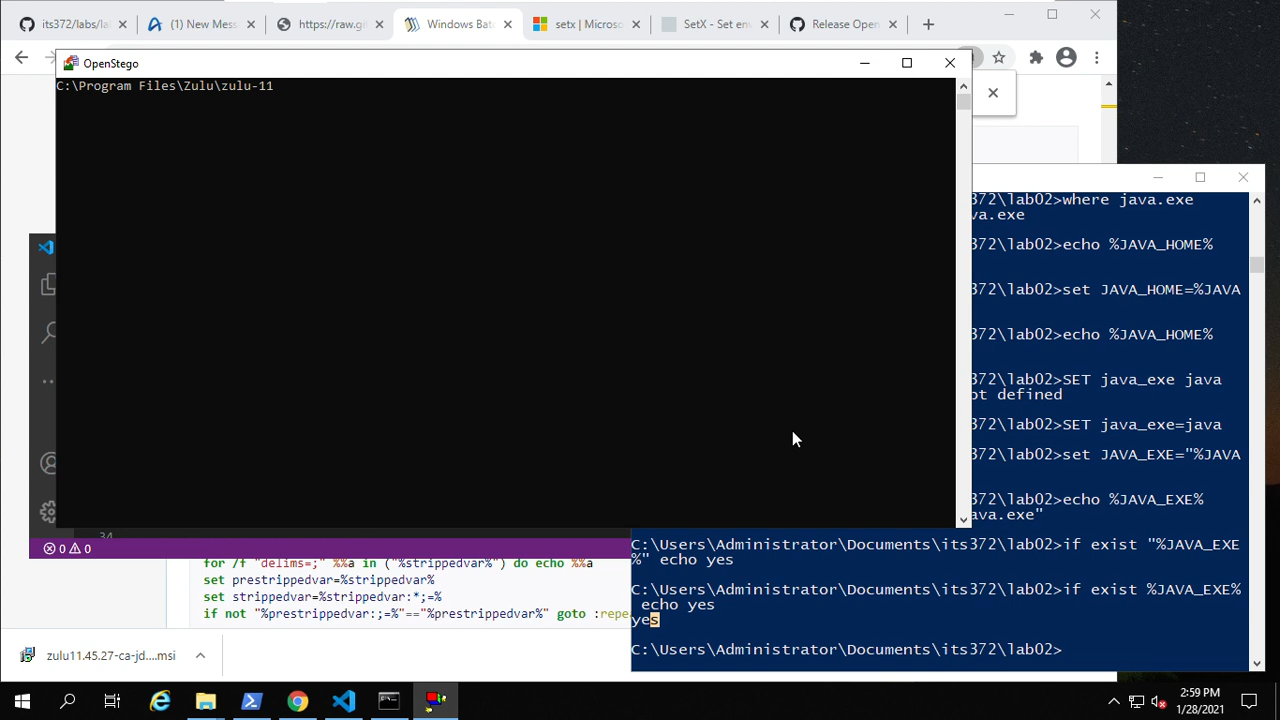 its372/labs/la
(1) New Mess
https://raw.gi
Windows Bat
setx | Microso
SetX - Set en
Release Open
OpenStego
C:\Program Files\Zulu\zulu-11
372\lab02>where java.exe
va.exe
372\lab02>echo %JAVA_HOME%
372\lab02>set JAVA_HOME=%JAVA
372\lab02>echo %JAVA_HOME%
372\lab02>SET java_exe java
ot defined
372\lab02>SET java_exe=java
372\lab02>set JAVA_EXE="%JAVA
372\lab02>echo %JAVA_EXE%
ava.exe"
C:\Users\Administrator\Documents\its372\lab02>if exist "%JAVA_EXE
%" echo yes
C:\Users\Administrator\Documents\its372\lab02>if exist %JAVA_EXE%
echo yes
yes
C:\Users\Administrator\Documents\its372\lab02>
34
0 0
for /f "delims=;" %%a in ("%strippedvar%") do echo %%a
set prestrippedvar=%strippedvar%
set strippedvar=%strippedvar:*;=%
if not "%prestrippedvar:;=%"=="%prestrippedvar%" goto :repe
zulu11.45.27-ca-jd....msi
2:59 PM
1/28/2021